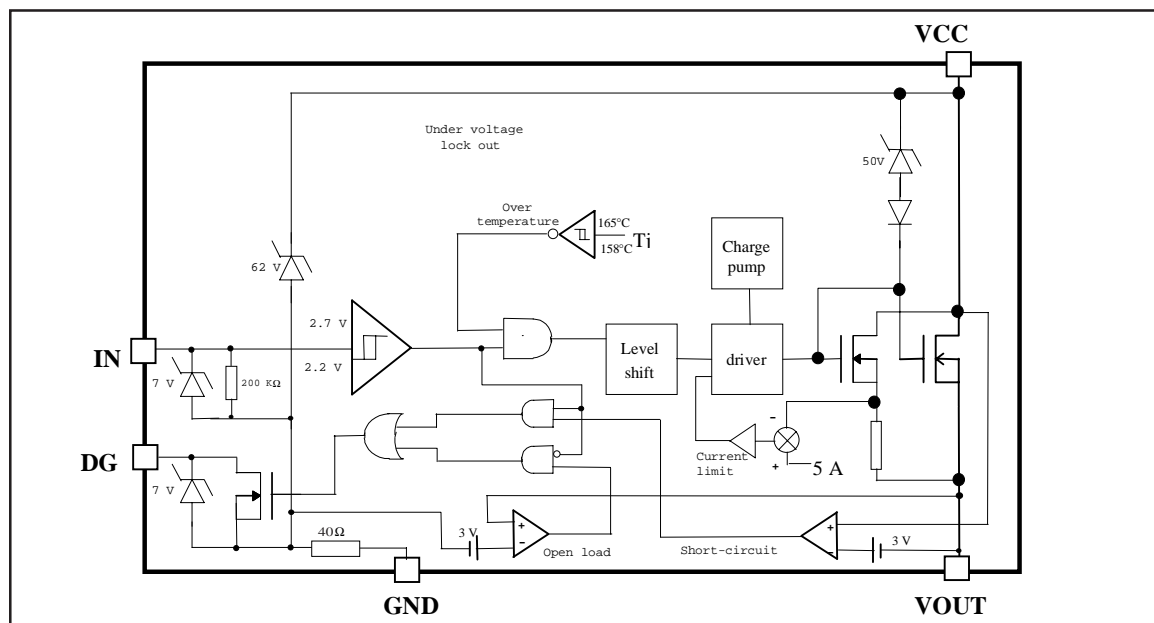 VCC
Under voltage
lock out
50V
Over
temperature
165°C
158°C
Tj
Charge
pump
62 V
2.7 V
2.2 V
IN
7 V
200 KΩ
Level
shift
driver
DG
7 V
-
+
Current
limit
5 A
40Ω
3 V
+
-
Open load
Short-circuit
+
-
3 V
GND
VOUT